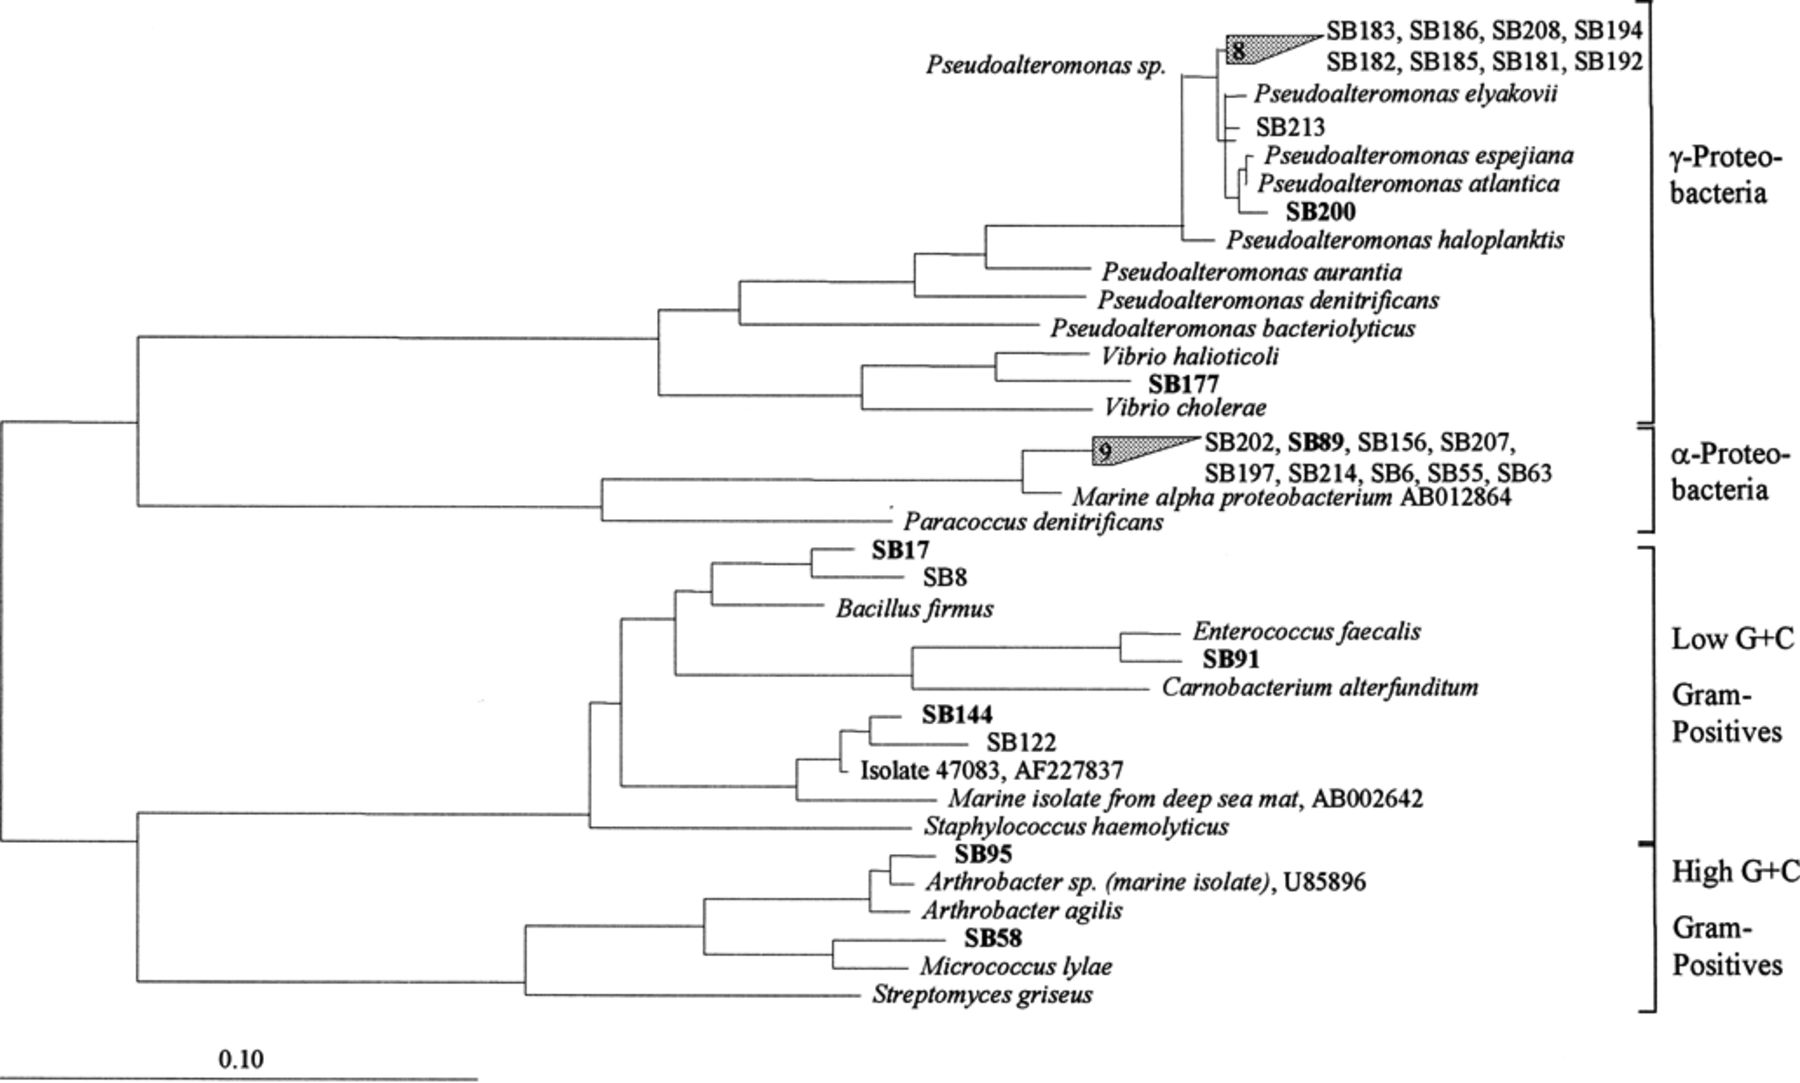 SB183, SB186, SB208, SB194
Pseudoalteromonas sp.
8
SB182, SB185, SB181, SB192
Pseudoalteromonas elyakovii
SB213
Pseudoalteromonas espejiana
Pseudoalteromonas atlantica
SB200
Pseudoalteromonas haloplanktis
Pseudoalteromonas aurantia
Pseudoalteromonas denitrificans
Pseudoalteromonas bacteriolyticus
Vibrio halioticoli
SB177
Vibrio cholerae
γ-Proteo-
bacteria
9
SB202, SB89, SB156, SB207,
SB197, SB214, SB6, SB55, SB63
Marine alpha proteobacterium AB012864
Paracoccus denitrificans
α-Proteo-
bacteria
SB17
SB8
Bacillus firmus
Enterococcus faecalis
SB91
Carnobacterium alterfunditum
SB144
SB122
Isolate 47083, AF227837
Marine isolate from deep sea mat, AB002642
Staphylococcus haemolyticus
Low G+C
Gram-
Positives
SB95
Arthrobacter sp. (marine isolate), U85896
Arthrobacter agilis
SB58
Micrococcus lylae
Streptomyces griseus
High G+C
Gram-
Positives
0.10